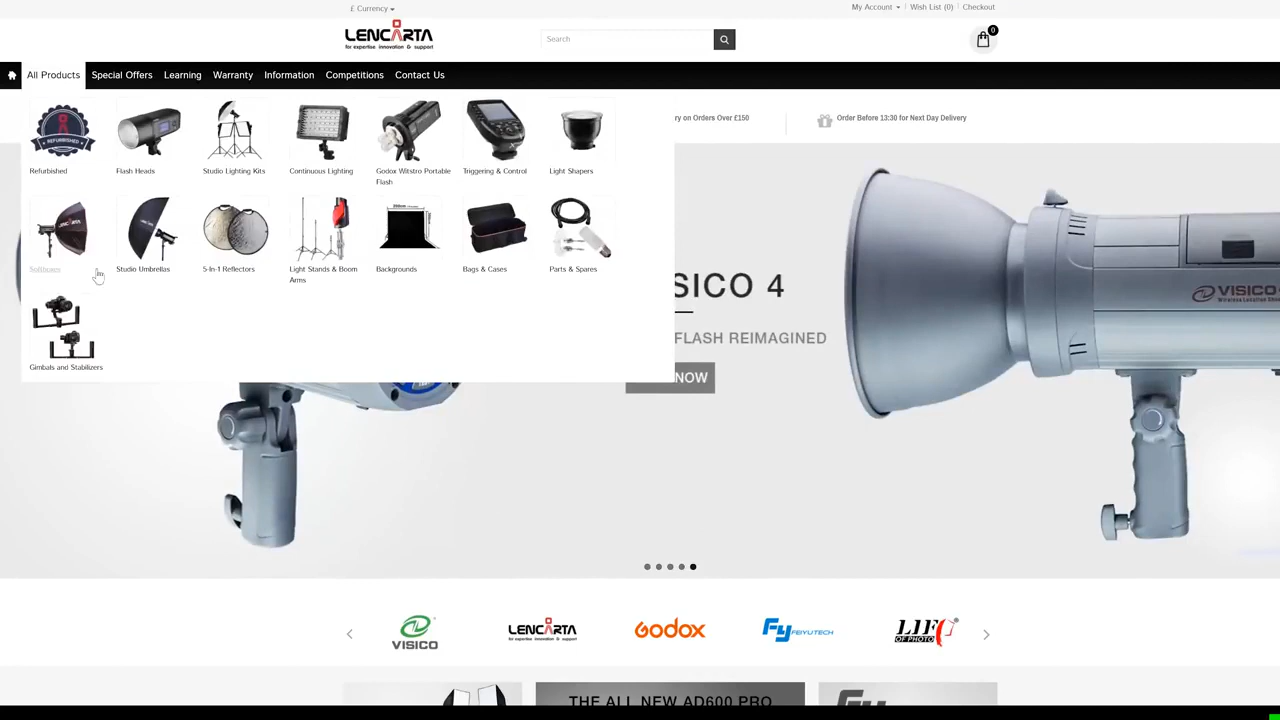 £ Currency
My Account
Wish List (0)
Checkout
LENCARTA
for expertise innovation & support
Search
0
All Products
Special Offers
Learning
Warranty
Information
Competitions
Contact Us
ry on Orders Over £150
Order Before 13:30 for Next Day Delivery
REFURBISHED
Refurbished
Flash Heads
Studio Lighting Kits
Continuous Lighting
Godox Witstro Portable
Flash
Triggering & Control
Light Shapers
Softboxes
Studio Umbrellas
5-In-1 Reflectors
Light Stands & Boom
Arms
Backgrounds
Bags & Cases
Parts & Spares
Gimbals and Stabilizers
SICO 4
FLASH REIMAGINED
NOW
VISICO
VISICO
LENCARTA
for expertise innovation & support
Godox
FY FEIYUTECH
LIFE
OF PHOTO
THE ALL NEW AD600 PRO